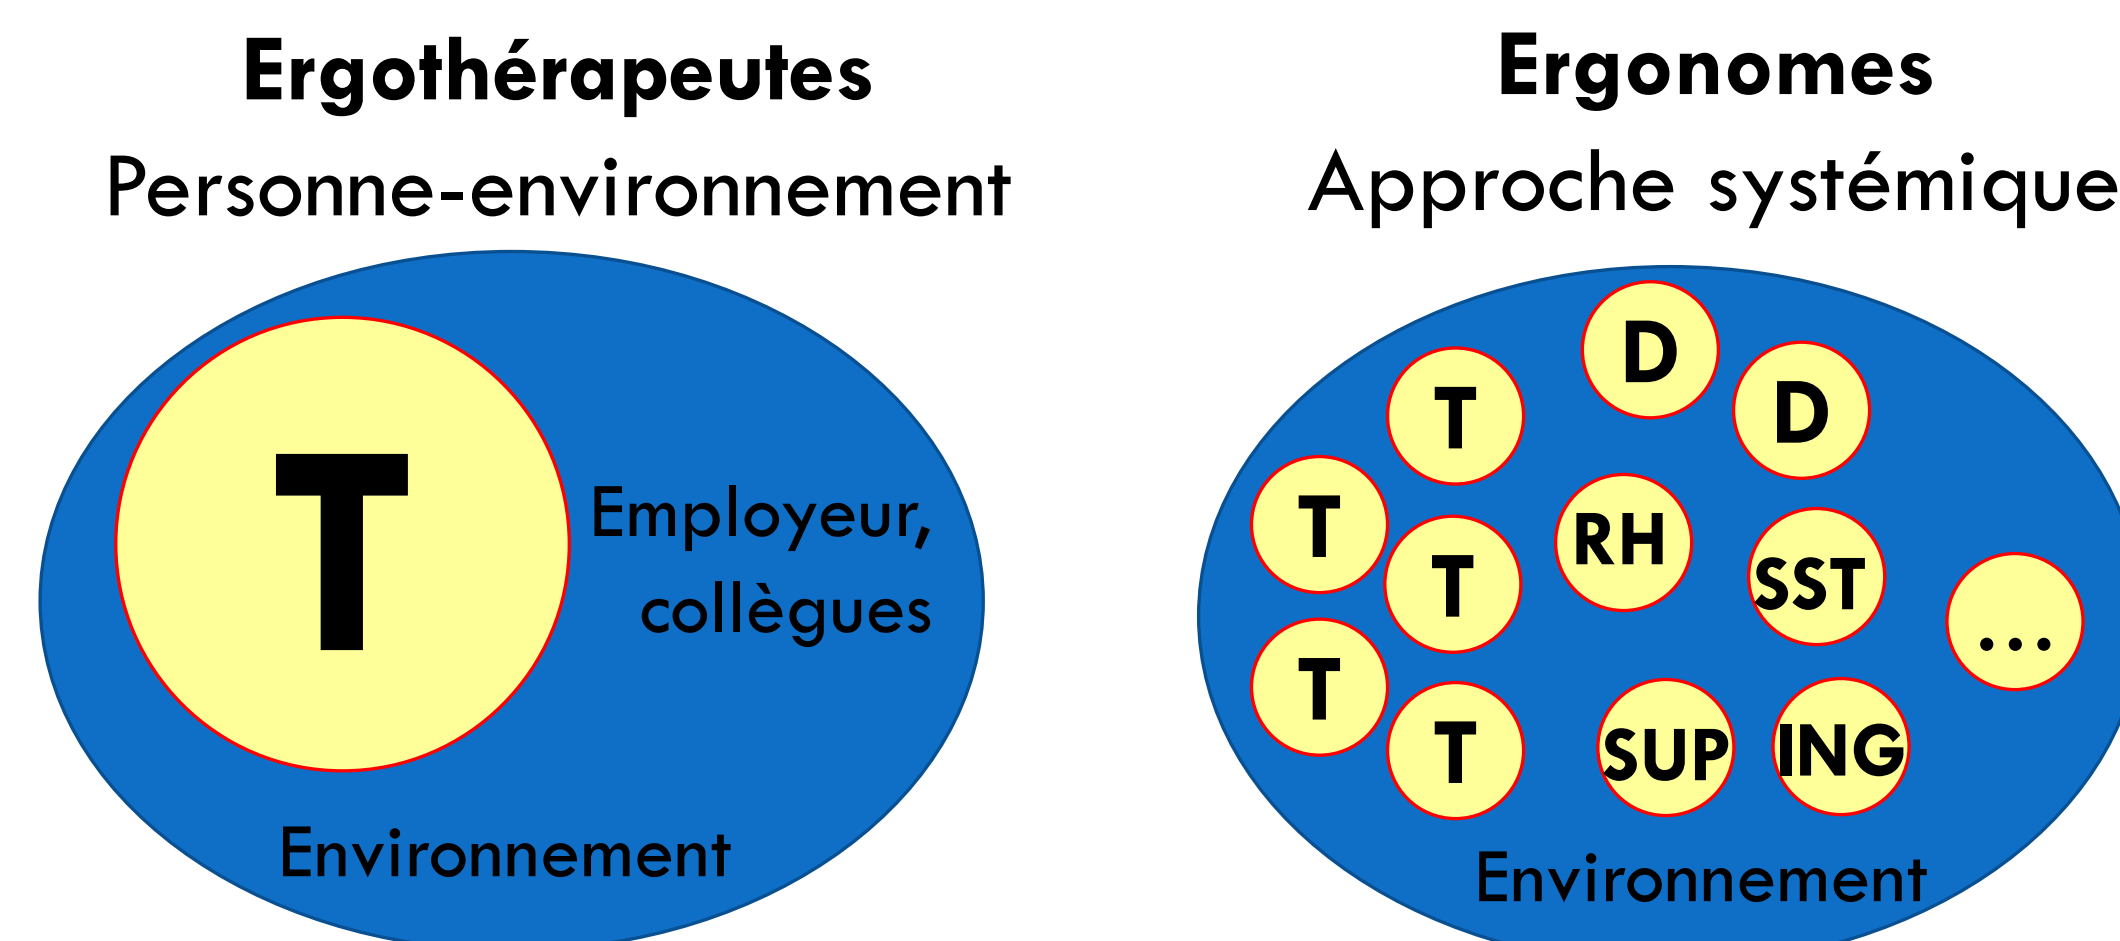 Ergothérapeutes
Personne-environnement
T
Employeur,
collègues
Environnement
Ergonomes
Approche systémique
D
D
T
T
RH
SST
T
...
T
T
SUP
ING
Environnement